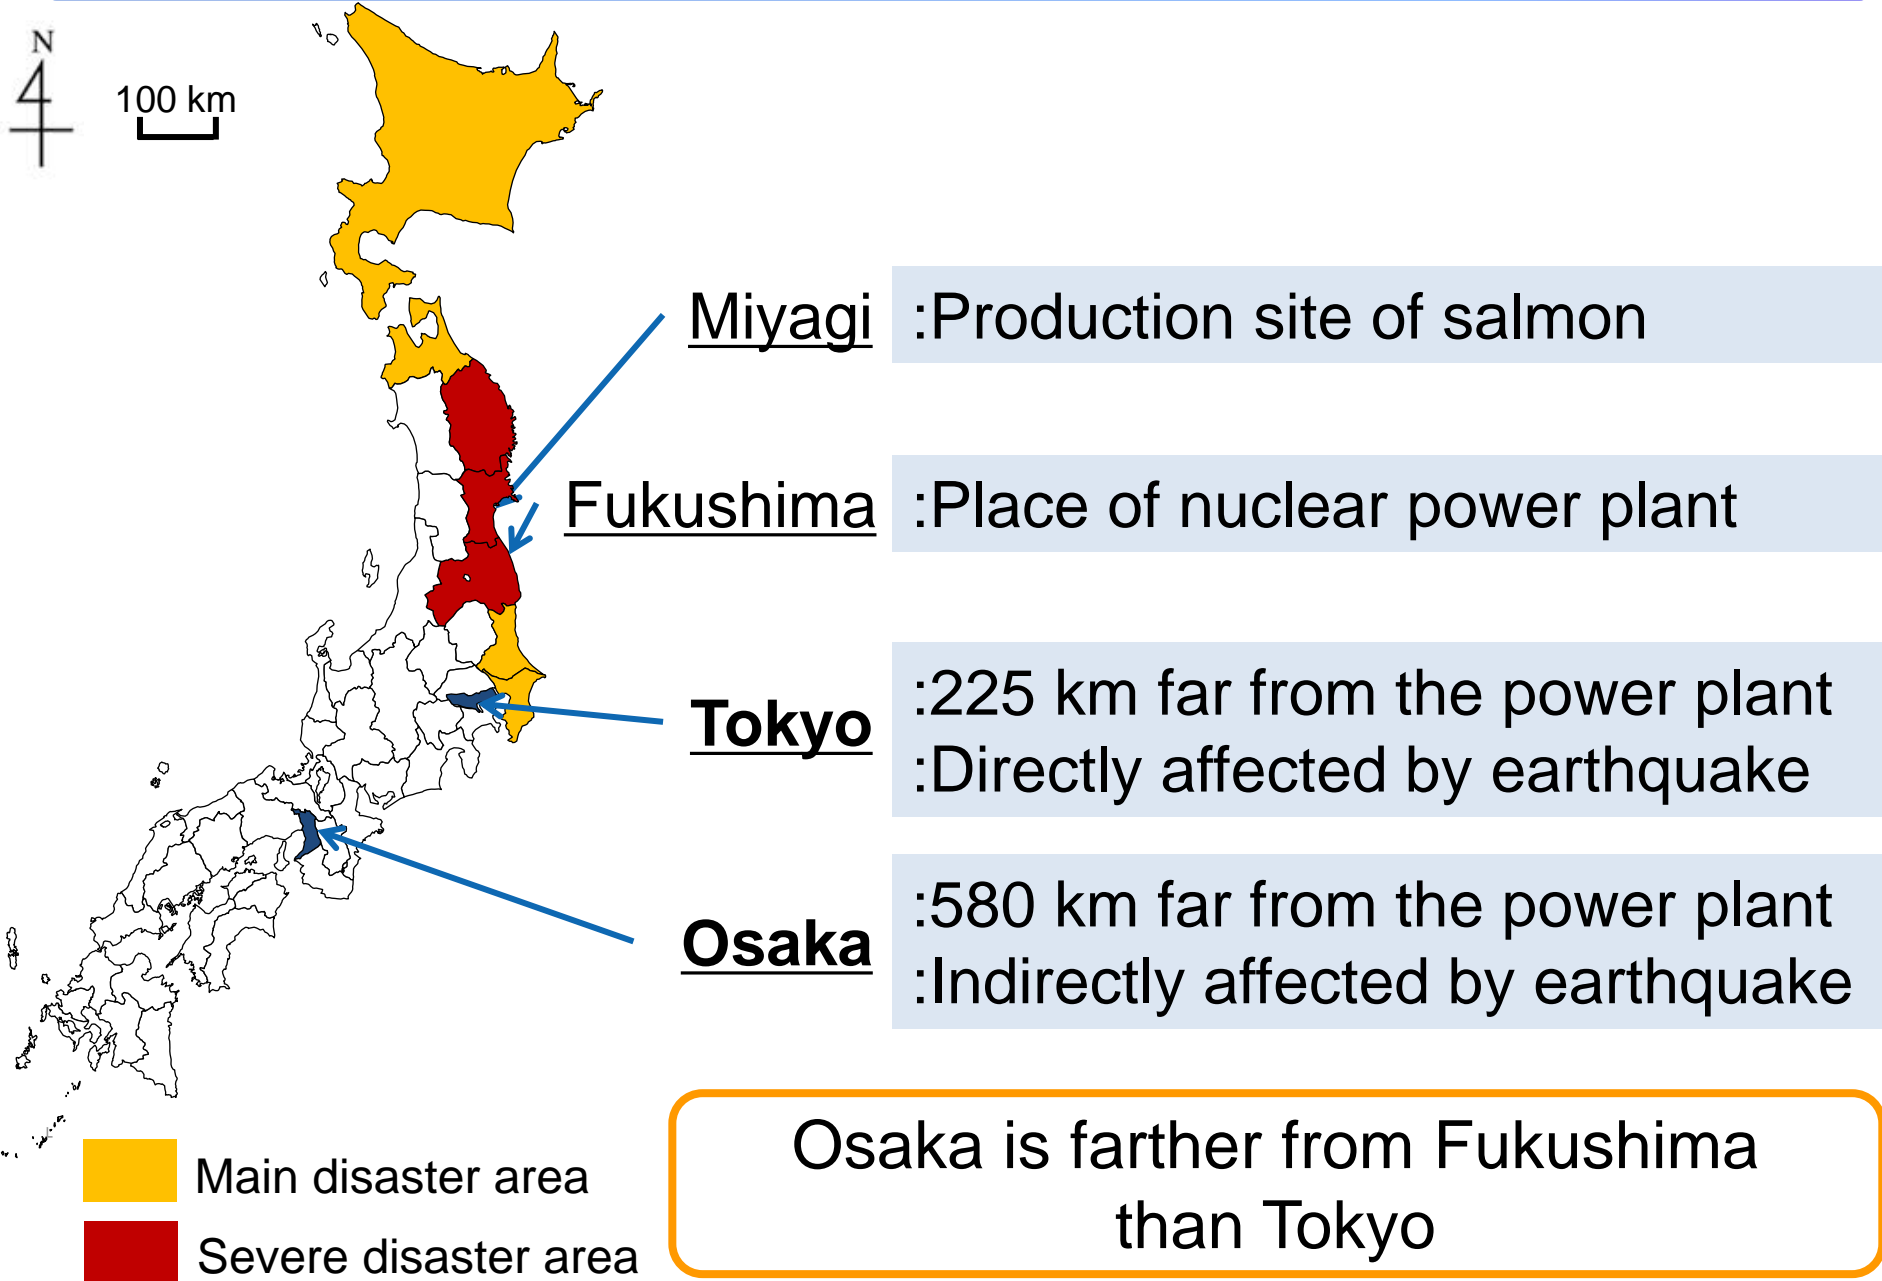 N
100 km
Miyagi :Production site of salmon
Fukushima :Place of nuclear power plant
Tokyo
:225 km far from the power plant
:Directly affected by earthquake
Osaka
:580 km far from the power plant
:Indirectly affected by earthquake
Main disaster area
Severe disaster area
Osaka is farther from Fukushima
than Tokyo